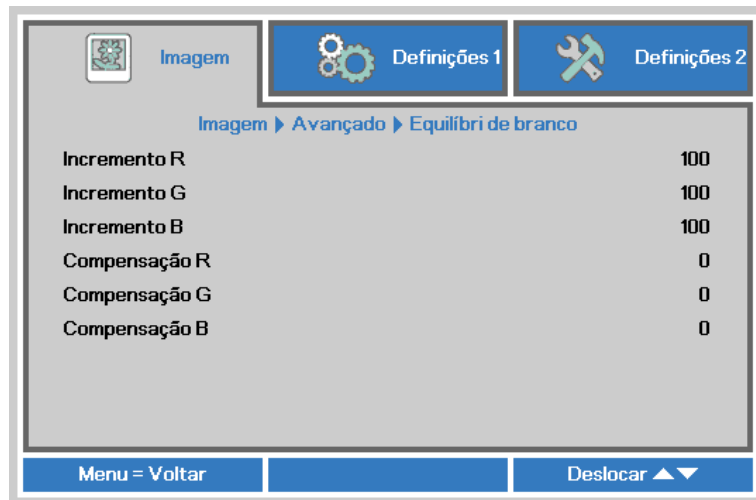 Imagem
Definições 1
Definições 2
Imagem Avançado Equilíbri de branco
Incremento R 100
Incremento G 100
Incremento B 100
Compensação R 0
Compensação G 0
Compensação B 0
Menu = Voltar
Deslocar